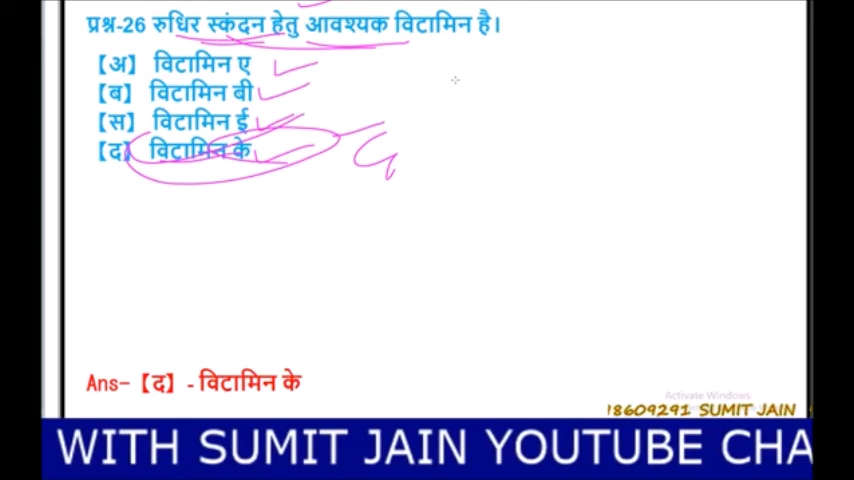 प्रश्न-26 रुधिर स्कंदन हेतु आवश्यक विटामिन है।
【अ】 विटामिन ए
【ब】 विटामिन बी
【स】 विटामिन ई
【द】 विटामिन के
Ans-【द】 - विटामिन के
Activate Windows
18609291 SUMIT JAIN
WITH SUMIT JAIN YOUTUBE CHA